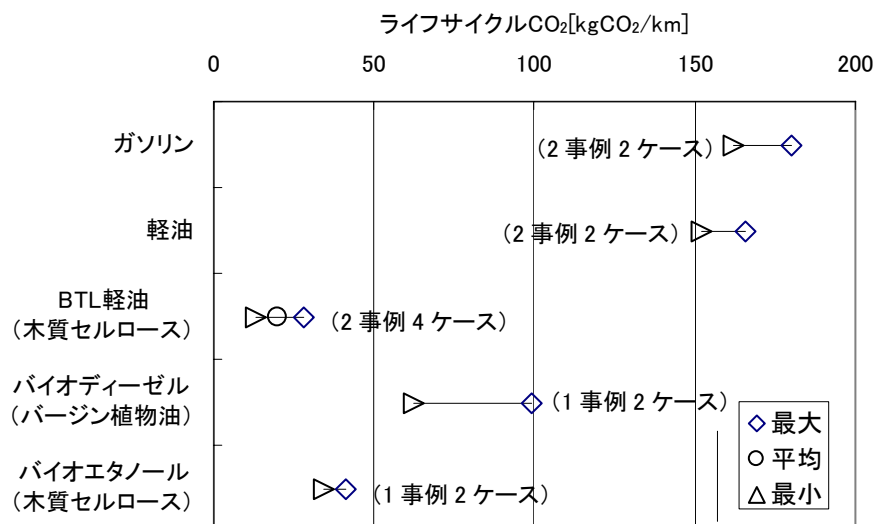 ライフサイクルCO₂[kgCO₂/km]
0 50 100 150 200
ガソリン
(2 事例 2 ケース)
軽油
(2 事例 2 ケース)
BTL軽油
(木質セルロース)
(2 事例 4 ケース)
バイオディーゼル
(バージン植物油)
(1 事例 2 ケース)
バイオエタノール
(木質セルロース)
(1 事例 2 ケース)
最大
平均
最小